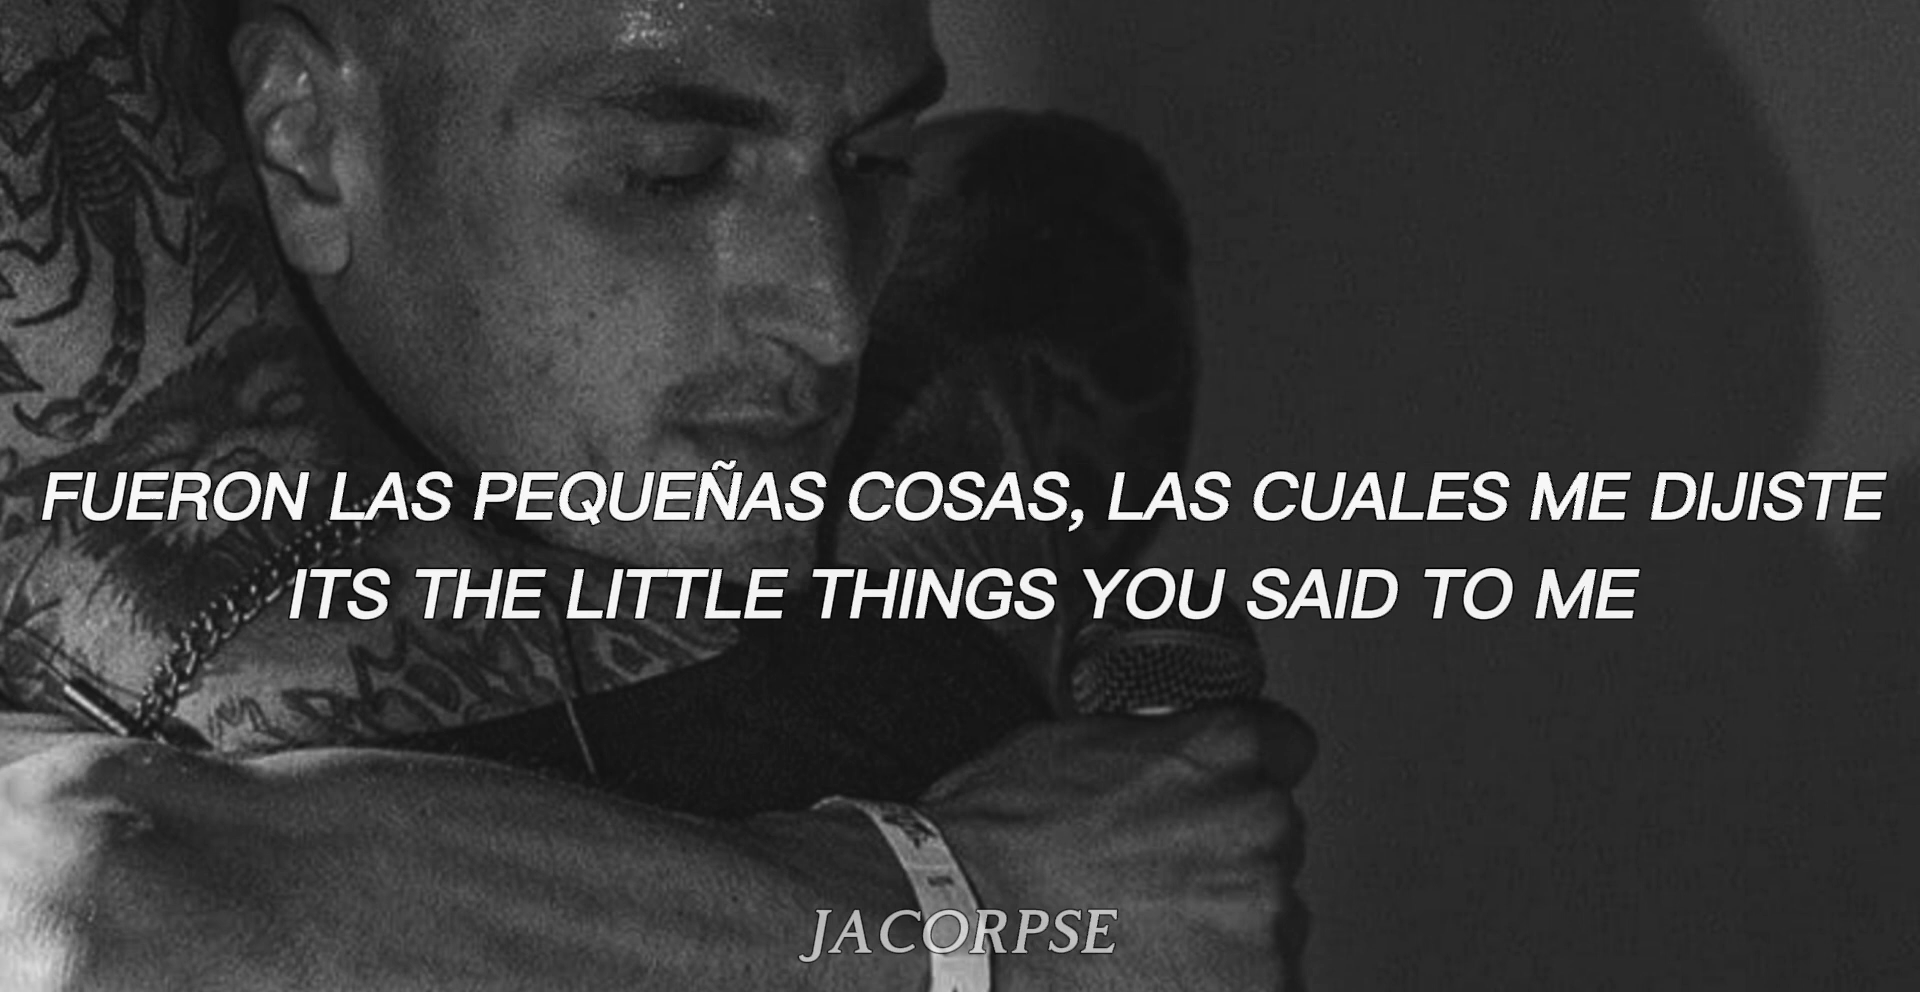 FUERON LAS PEQUEÑAS COSAS, LAS CUALES ME DIJISTE
ITS THE LITTLE THINGS YOU SAID TO ME
JACORPSE